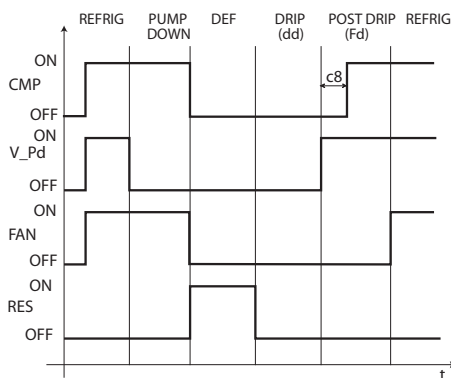 REFRIG PUMP DOWN DEF DRIP (dd) POST DRIP (Fd) REFRIG
ON
CMP
OFF
c8
ON
V_Pd
OFF
ON
FAN
OFF
ON
RES
OFF
t